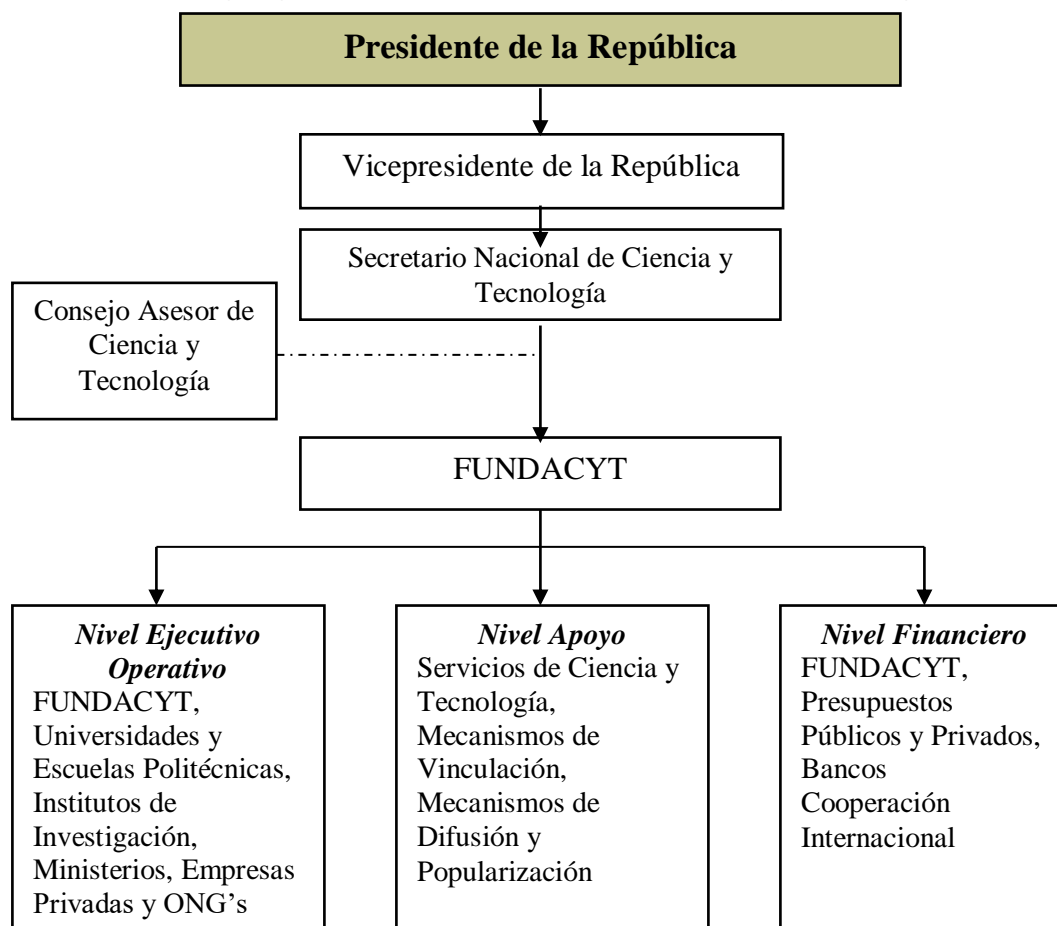 Presidente de la República
Vicepresidente de la República
Secretario Nacional de Ciencia y
Tecnología
Consejo Asesor de
Ciencia y
Tecnología
FUNDACYT
Nivel Ejecutivo
Operativo
FUNDACYT,
Universidades y
Escuelas Politécnicas,
Institutos de
Investigación,
Ministerios, Empresas
Privadas y ONG’s
Nivel Apoyo
Servicios de Ciencia y
Tecnología,
Mecanismos de
Vinculación,
Mecanismos de
Difusión y
Popularización
Nivel Financiero
FUNDACYT,
Presupuestos
Públicos y Privados,
Bancos
Cooperación
Internacional